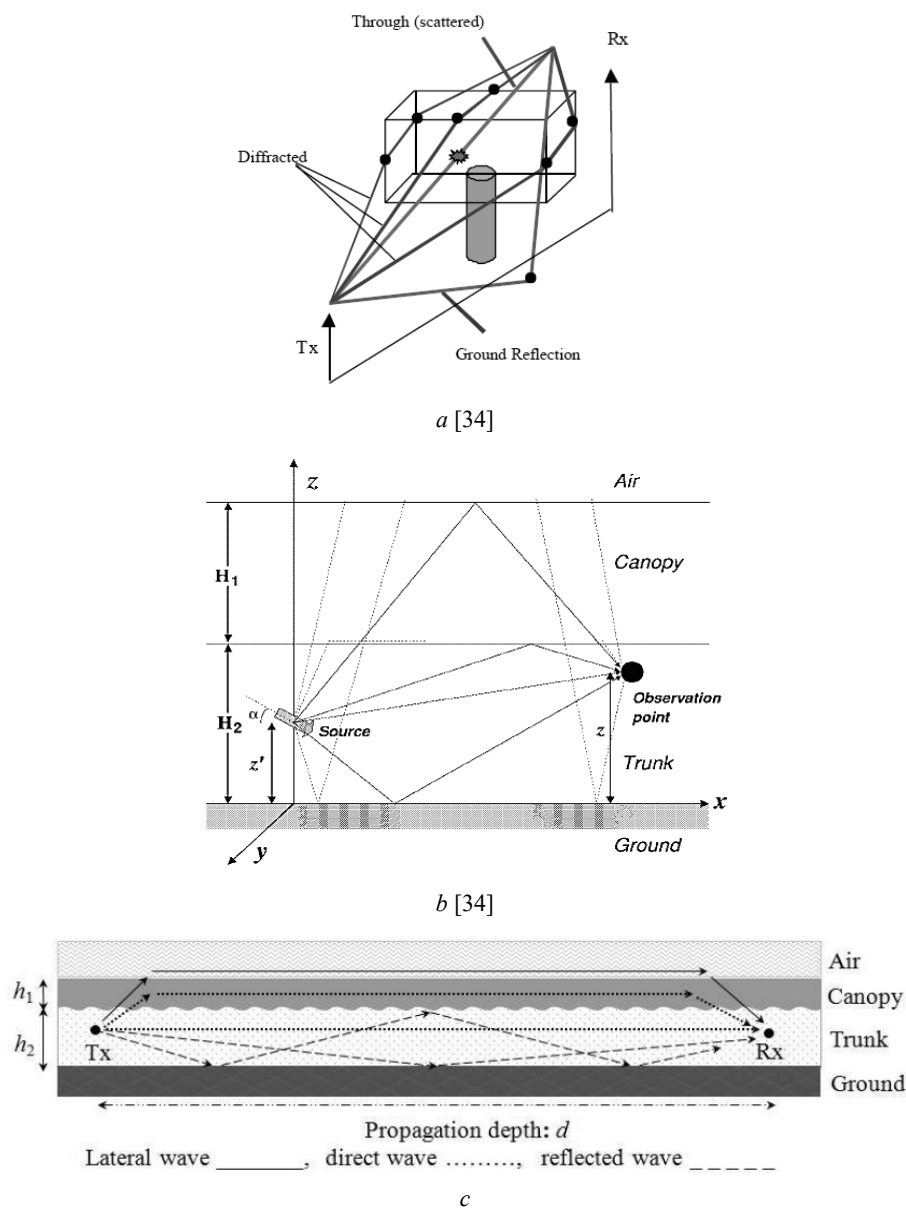 Through (scattered)
Rx
Diffracted
Tx
Ground Reflection
a [34]
z
Air
H₁
Canopy
α
Source
Observation
point
H₂
z'
z
Trunk
x
y
Ground
b [34]
Air
h₁
Canopy
h₂
Tx
Rx
Trunk
Ground
Propagation depth: d
Lateral wave ________, direct wave ........., reflected wave _ _ _ _ _
c